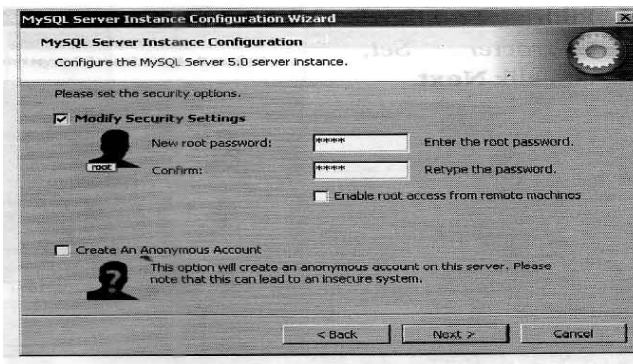 MySQL Server Instance Configuration Wizard
MySQL Server Instance Configuration
Configure the MySQL Server 5.0 server instance.
Please set the security options.
Modify Security Settings
root
New root password: **** Enter the root password.
Confirm: **** Retype the password.
Enable root access from remote machines
Create An Anonymous Account
?
This option will create an anonymous account on this server. Please
note that this can lead to an insecure system.
< Back Next > Cancel